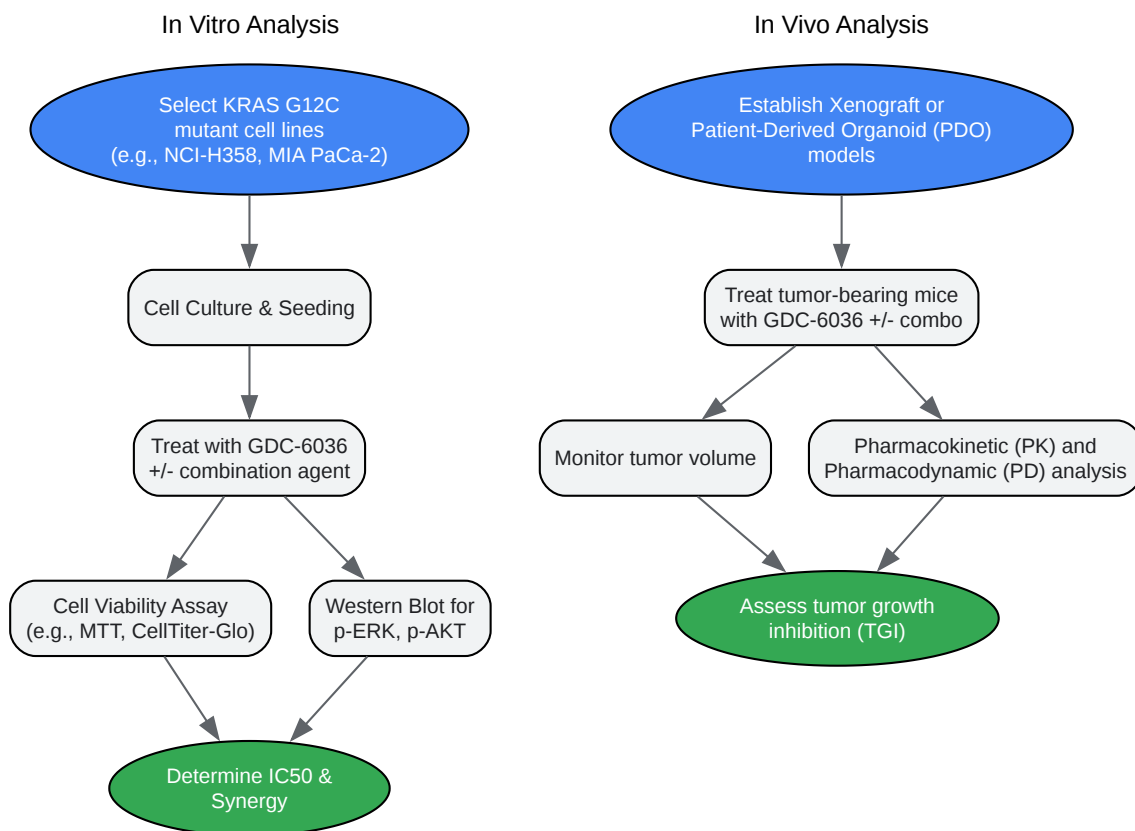 In Vitro Analysis
Select KRAS G12C
mutant cell lines
(e.g., NCI-H358, MIA PaCa-2)
Cell Culture & Seeding
Treat with GDC-6036
+/- combination agent
Cell Viability Assay
(e.g., MTT, CellTiter-Glo)
Western Blot for
p-ERK, p-AKT
Determine IC50 &
Synergy
In Vivo Analysis
Establish Xenograft or
Patient-Derived Organoid (PDO)
models
Treat tumor-bearing mice
with GDC-6036 +/- combo
Monitor tumor volume
Pharmacokinetic (PK) and
Pharmacodynamic (PD) analysis
Assess tumor growth
inhibition (TGI)